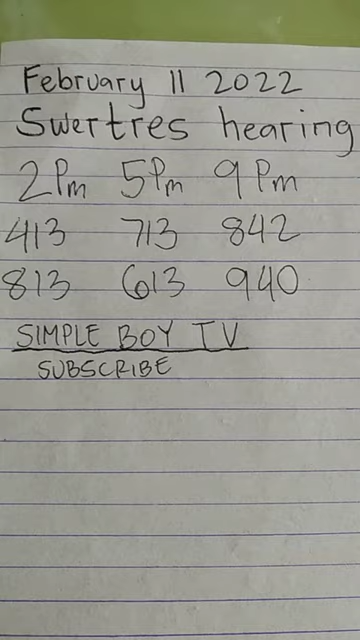 February 11 2022
Swertres hearing
2Pm 5Pm 9Pm
413 713 842
813 613 940
SIMPLE BOY TV
SUBSCRIBE